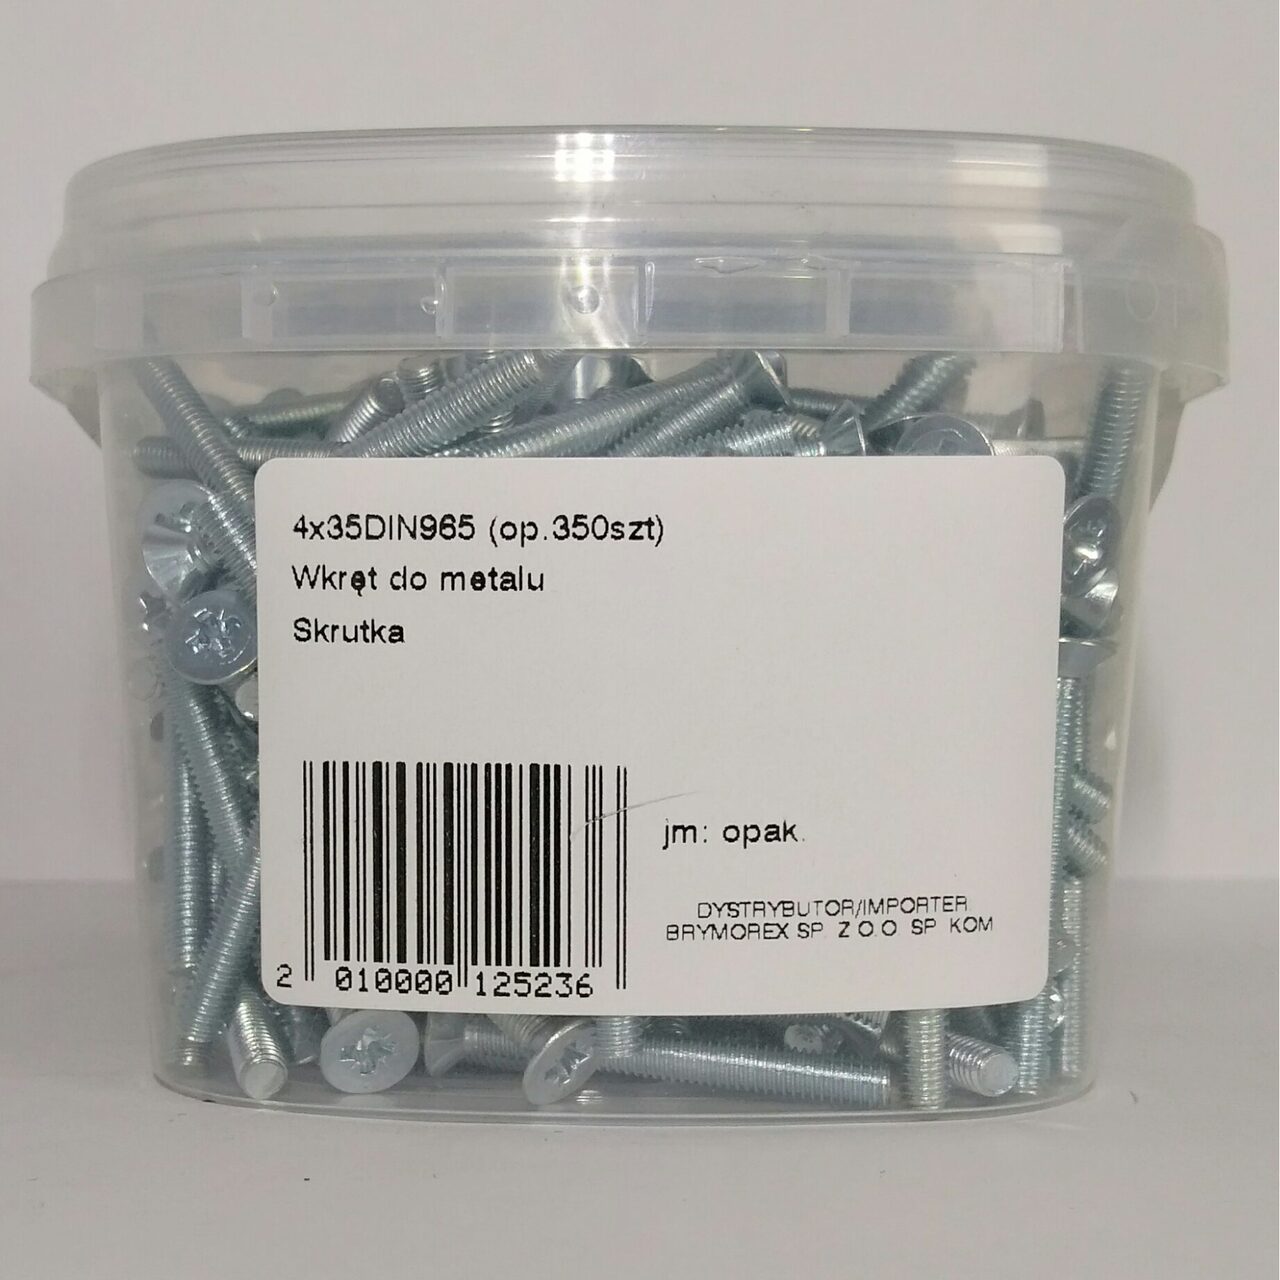 4x35DIN965 (op.350szt)
Wkręt do metalu
Skrutka
jm: opak.
DYSTRYBUTOR/IMPORTER
BRYMOREX SP. Z O.O. SP. KOM
2 010000 125236